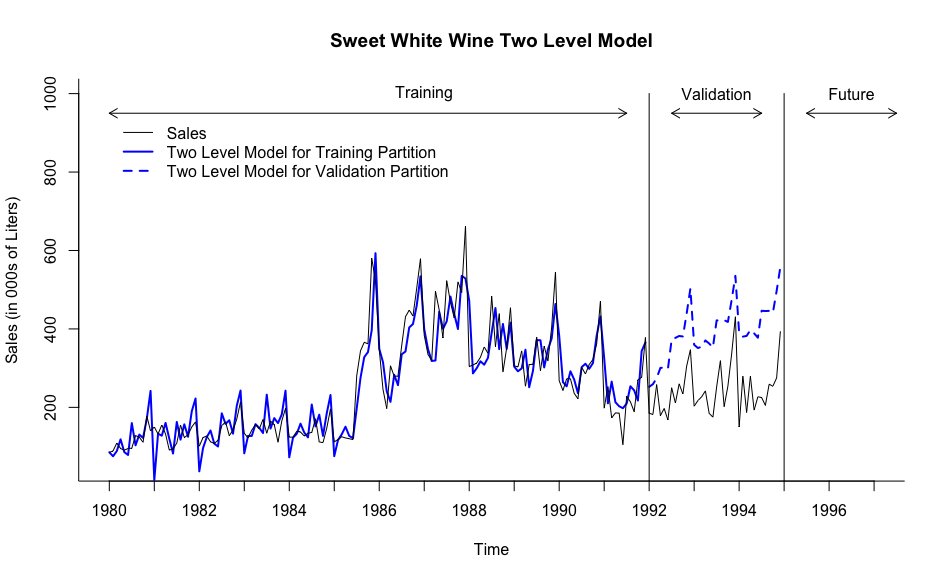 Sweet White Wine Two Level Model
Training
Validation
Future
Sales
Two Level Model for Training Partition
Two Level Model for Validation Partition
Sales (in 000s of Liters)
1000
800
600
400
200
1980 1982 1984 1986 1988 1990 1992 1994 1996
Time